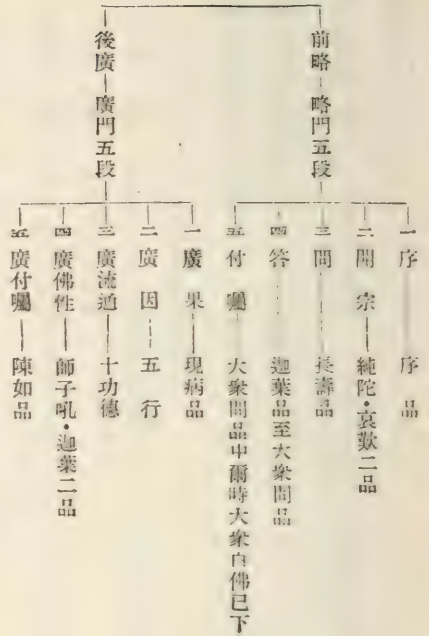 前略—略門五段
一序——序品
二開宗——純陀・哀歎二品
三問——長壽品
四答——迦葉品至大衆問品
五付囑——大衆問品中爾時大衆白佛已下
後廣—廣門五段
一廣果——現病品
二廣因——五行
三廣流通——十功德
四廣佛性——師子吼・迦葉二品
五廣付囑——陳如品